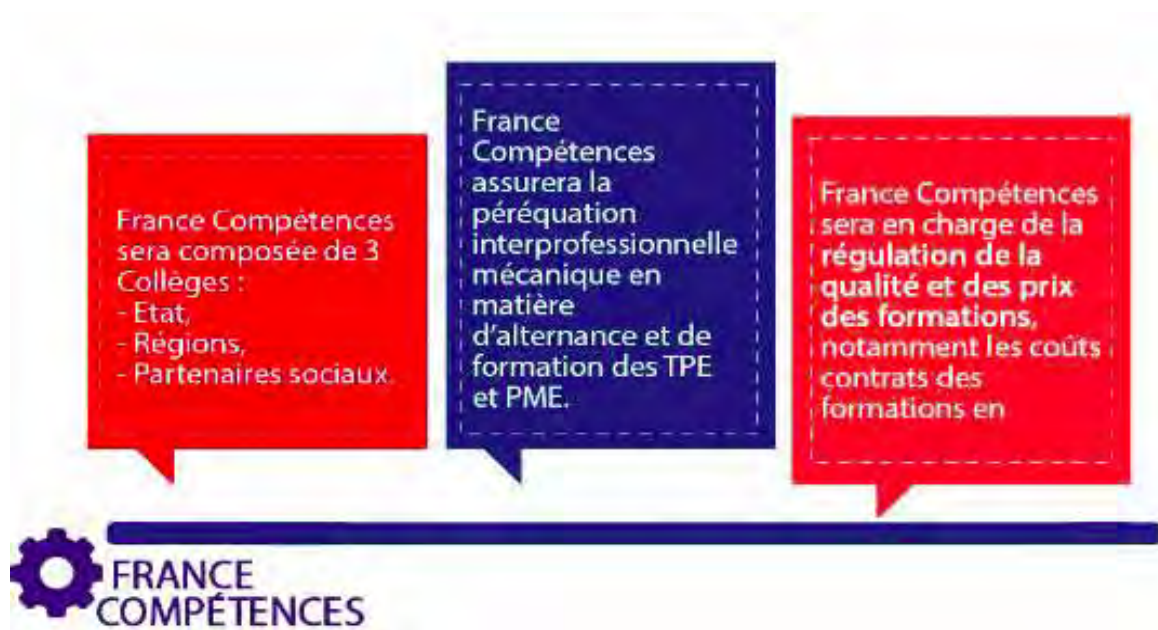 France Compétences
sera composée de 3
Collèges :
- Etat,
- Régions,
- Partenaires sociaux.
France
Compétences
assurera la
péréquation
interprofessionnelle
mécanique en
matière
d'alternance et de
formation des TPE
et PME.
France Compétences
sera en charge de la
régulation de la
qualité et des prix
des formations,
notamment les coûts
contrats des
formations en
FRANCE
COMPÉTENCES